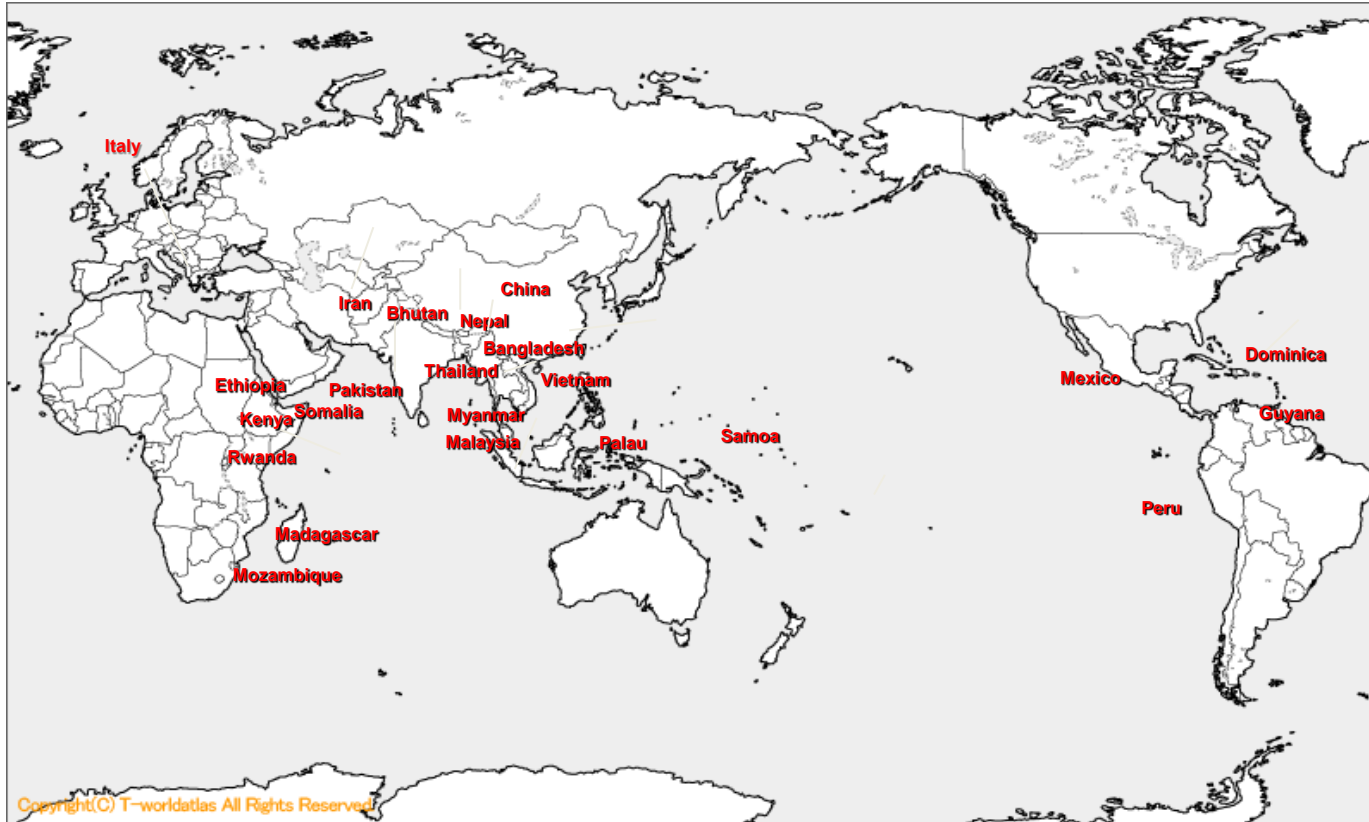 Italy
China
Iran
Bhutan
Nepal
Bangladesh
Dominica
Thailand
Mexico
Vietnam
Ethiopia
Pakistan
Somalia
Guyana
Myanmar
Kenya
Samoa
Malaysia
Palau
Rwanda
Peru
Madagascar
Mozambique
Copyright(C) T-worldatlas All Rights Reserved.